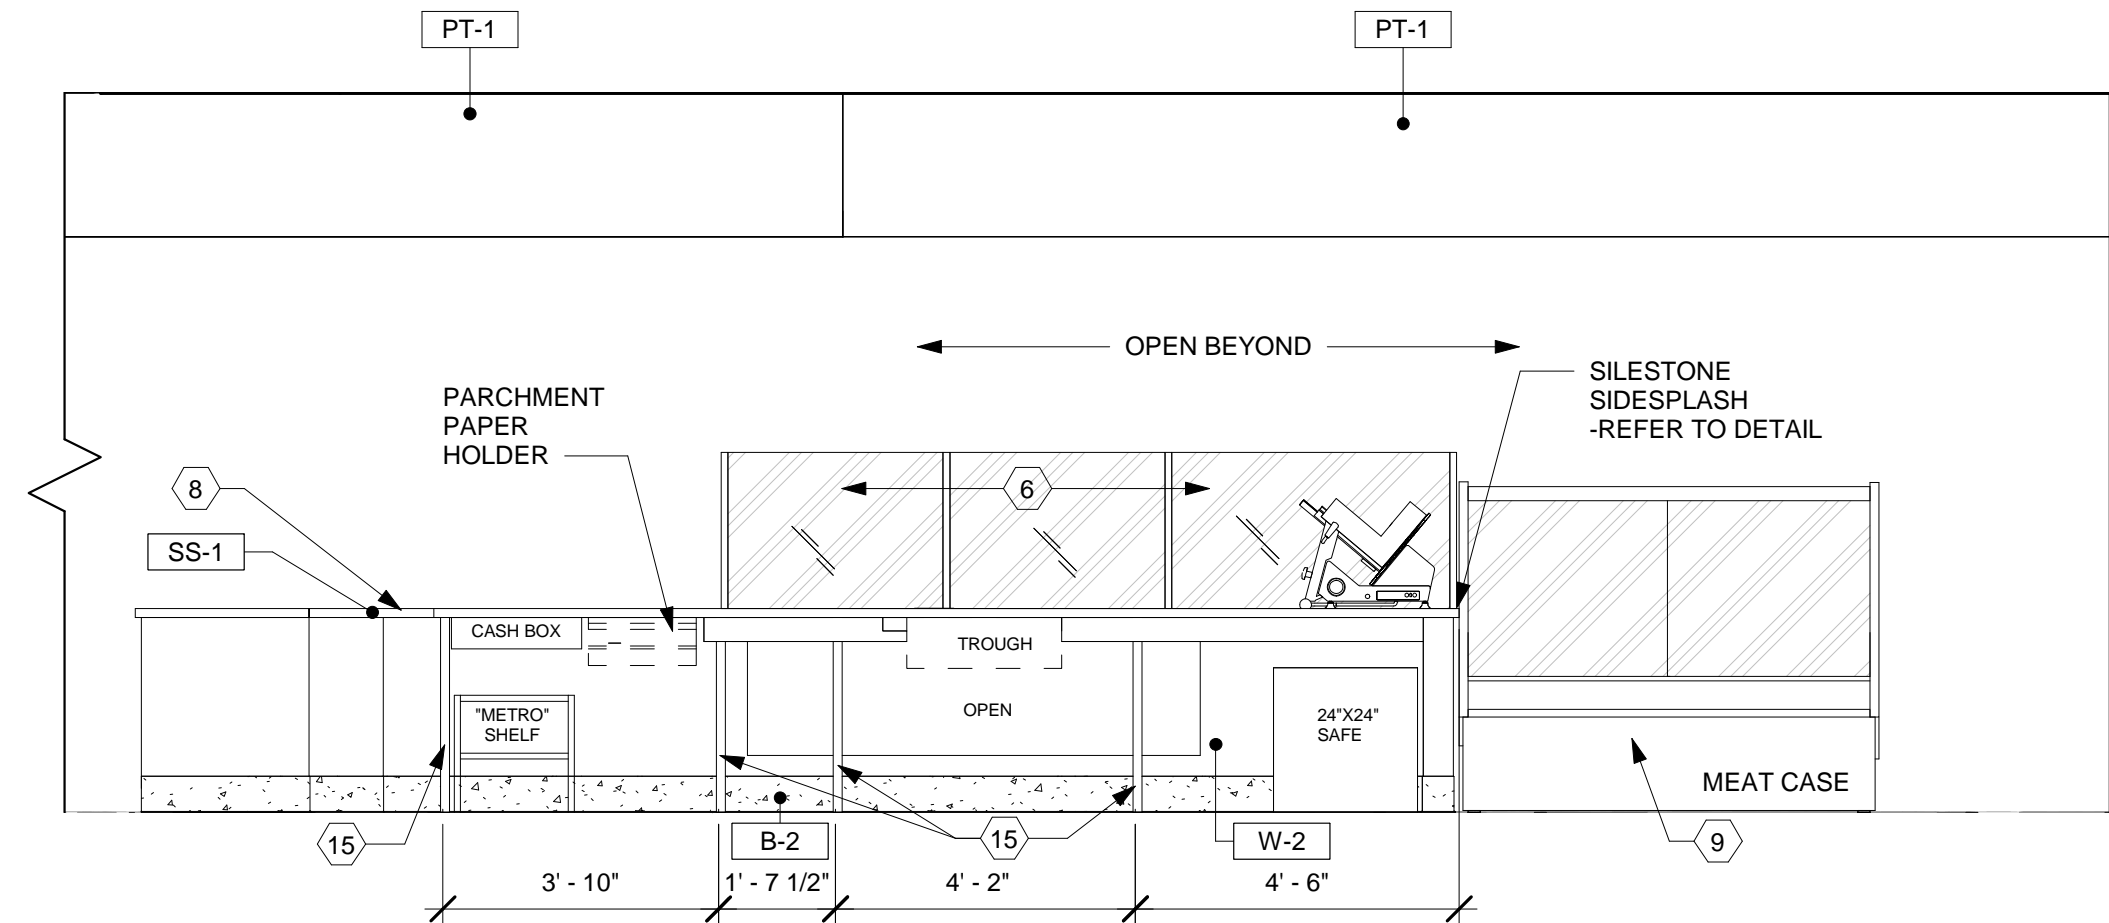 PT-1
PT-1
OPEN BEYOND
SILESTONE
SIDESPLASH
-REFER TO DETAIL
PARCHMENT
PAPER
HOLDER
8
6
SS-1
CASH BOX
TROUGH
"METRO"
SHELF
OPEN
24"X24"
SAFE
MEAT CASE
15
B-2
15
W-2
9
3' - 10"
1' - 7 1/2"
4' - 2"
4' - 6"